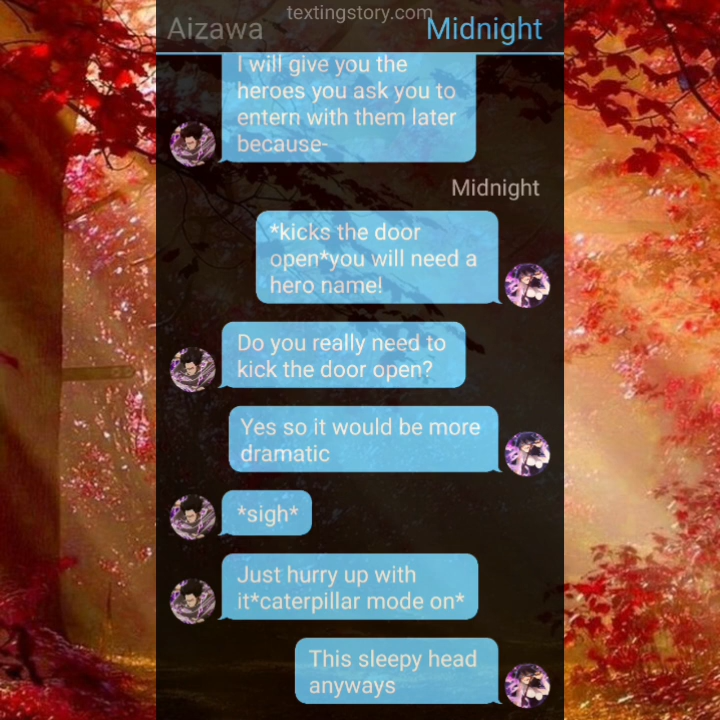 textingstory.com
Aizawa Midnight
I will give you the
heroes you ask you to
entern with them later
because-
Midnight
*kicks the door
open*you will need a
hero name!
Do you really need to
kick the door open?
Yes so it would be more
dramatic
*sigh*
Just hurry up with
it*caterpillar mode on*
This sleepy head
anyways